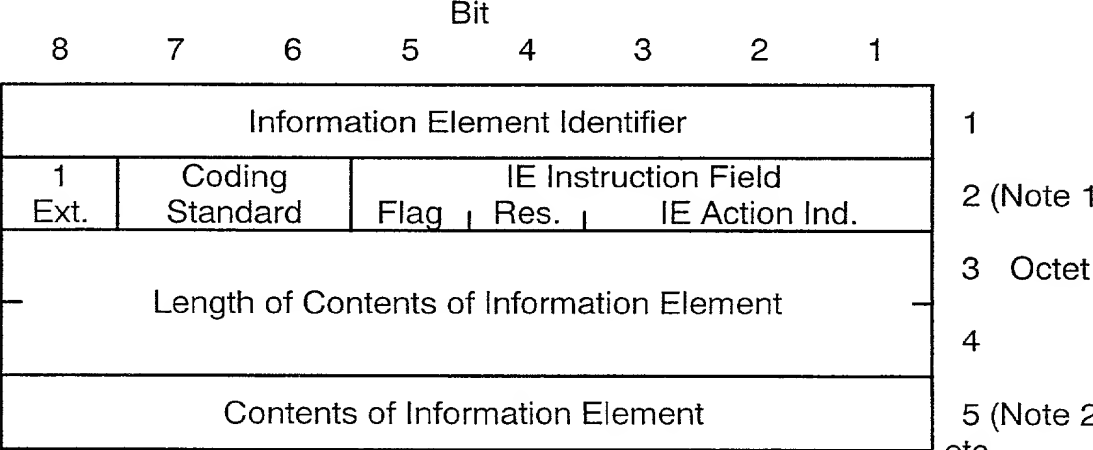 Bit
8 7 6 5 4 3 2 1
Information Element Identifier 1
1 Coding IE Instruction Field
Ext. Standard Flag Res. IE Action Ind. 2 (Note 1
3 Octet
Length of Contents of Information Element
4
Contents of Information Element 5 (Note 2
etc